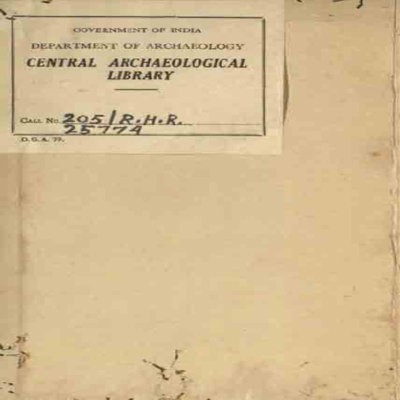 GOVERNMENT OF INDIA
DEPARTMENT OF ARCHAEOLOGY
CENTRAL ARCHAEOLOGICAL
LIBRARY
CALL No. 205/R.H.R.
25774
D.G.A. 79.